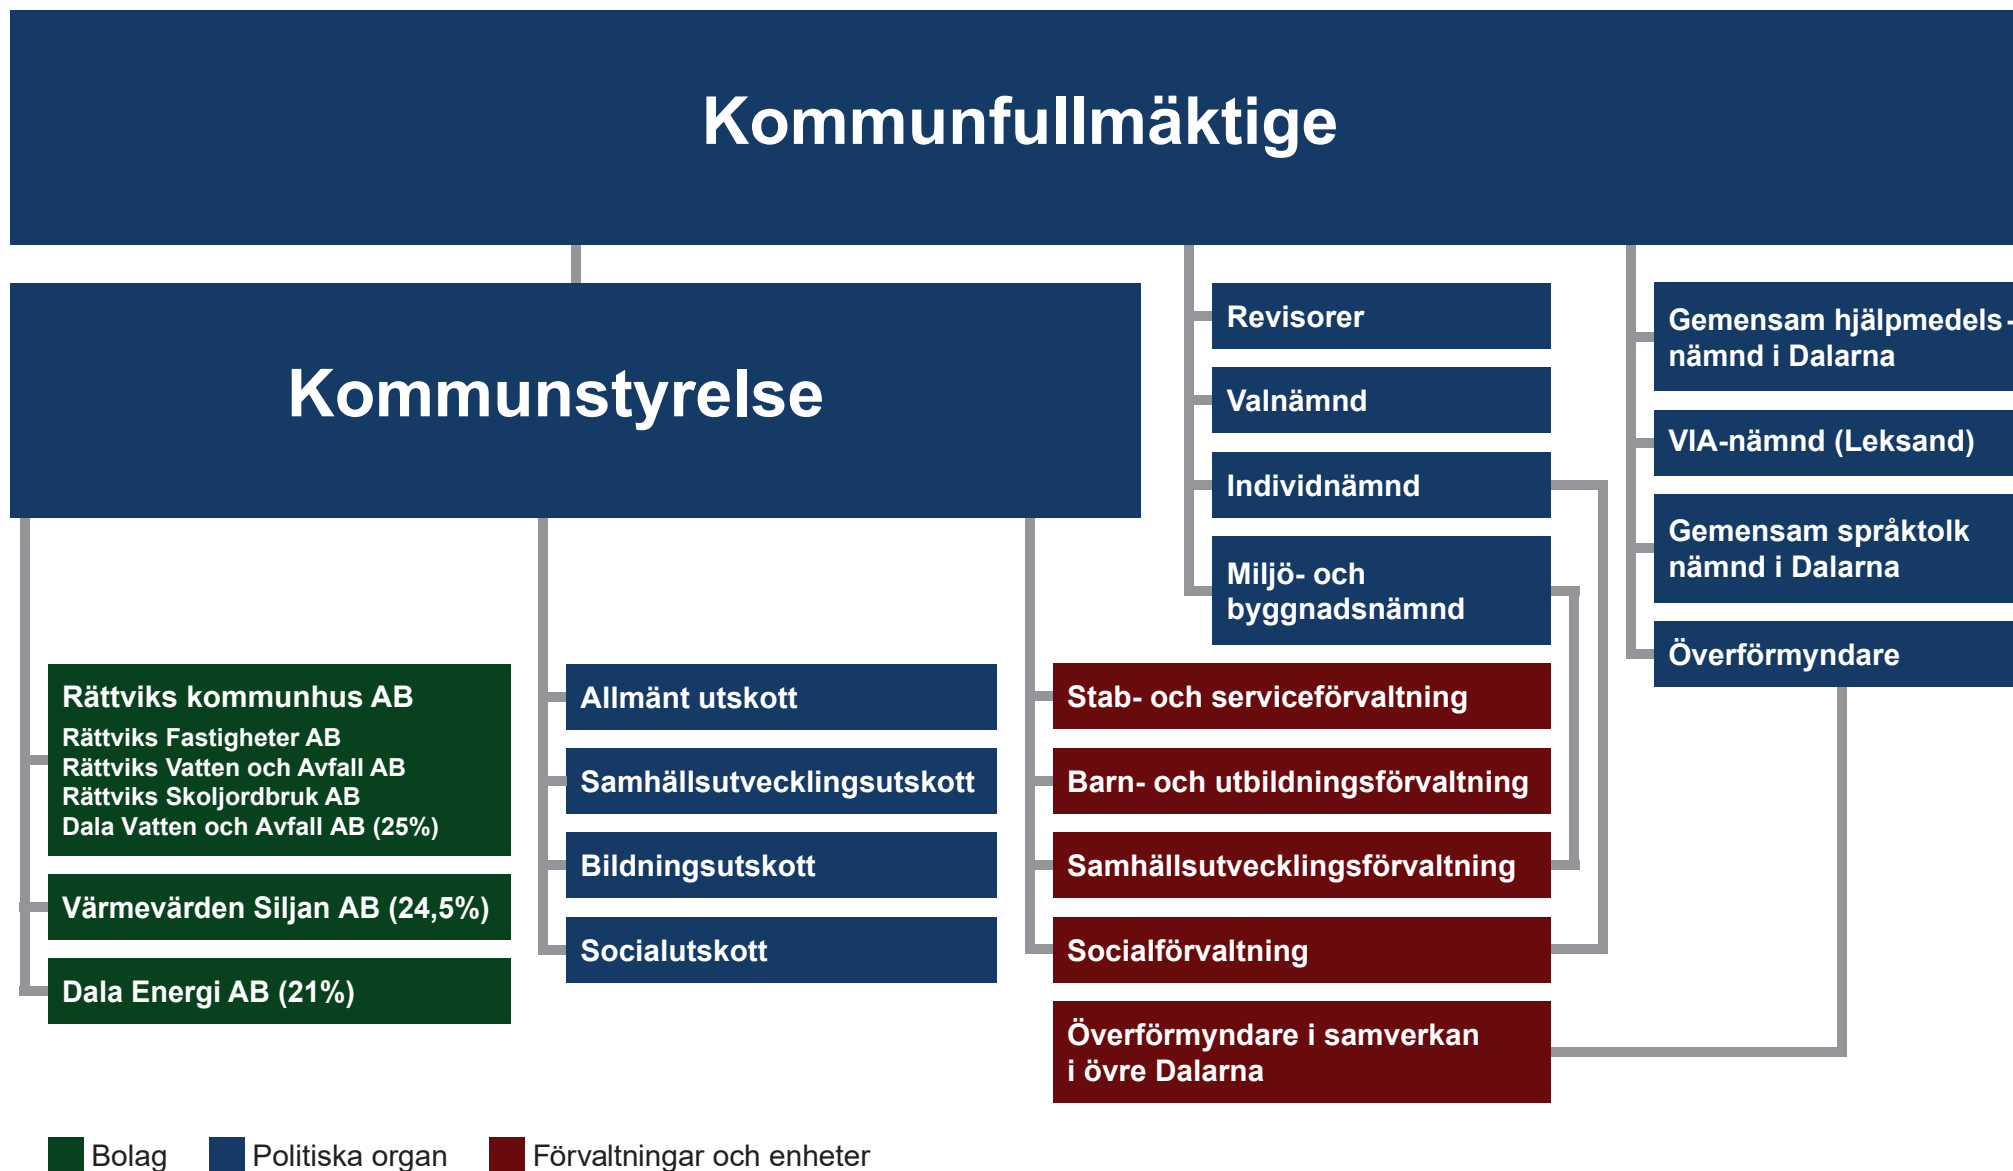 Kommunfullmäktige
Kommunstyrelse
Revisorer
Valnämnd
Individnämnd
Miljö- och
byggnadsnämnd
Gemensam hjälpmedels-
nämnd i Dalarna
VIA-nämnd (Leksand)
Gemensam språktolk
nämnd i Dalarna
Överförmyndare
Rättviks kommunhus AB
Rättviks Fastigheter AB
Rättviks Vatten och Avfall AB
Rättviks Skoljordbruk AB
Dala Vatten och Avfall AB (25%)
Värmevärden Siljan AB (24,5%)
Dala Energi AB (21%)
Allmänt utskott
Samhällsutvecklingsutskott
Bildningsutskott
Socialutskott
Stab- och serviceförvaltning
Barn- och utbildningsförvaltning
Samhällsutvecklingsförvaltning
Socialförvaltning
Överförmyndare i samverkan
i övre Dalarna
Bolag
Politiska organ
Förvaltningar och enheter